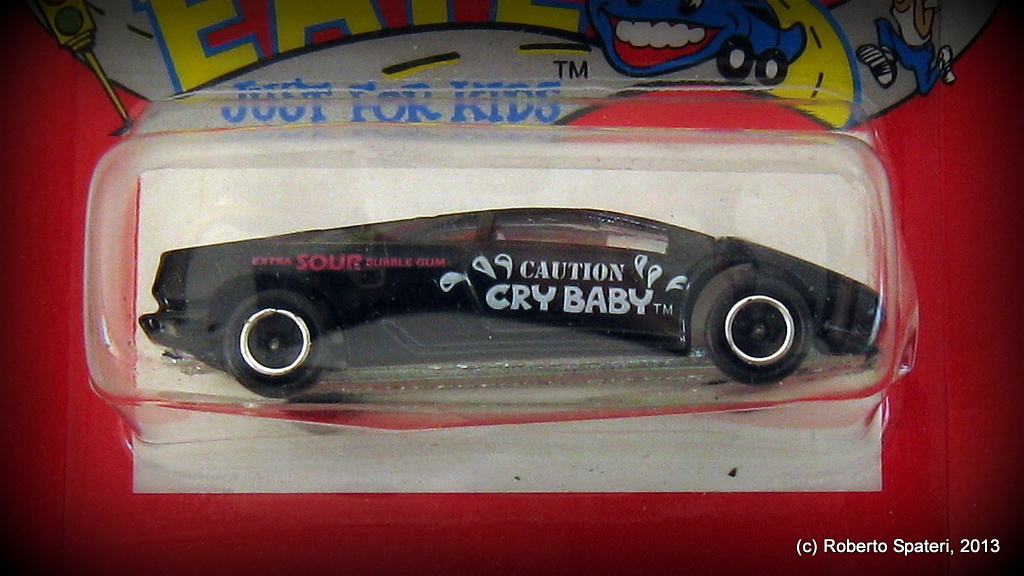 TM
JUST FOR KIDS
EXTRA SOUR BUBBLE GUM
CAUTION
CRY BABY TM
(c) Roberto Spateri, 2013